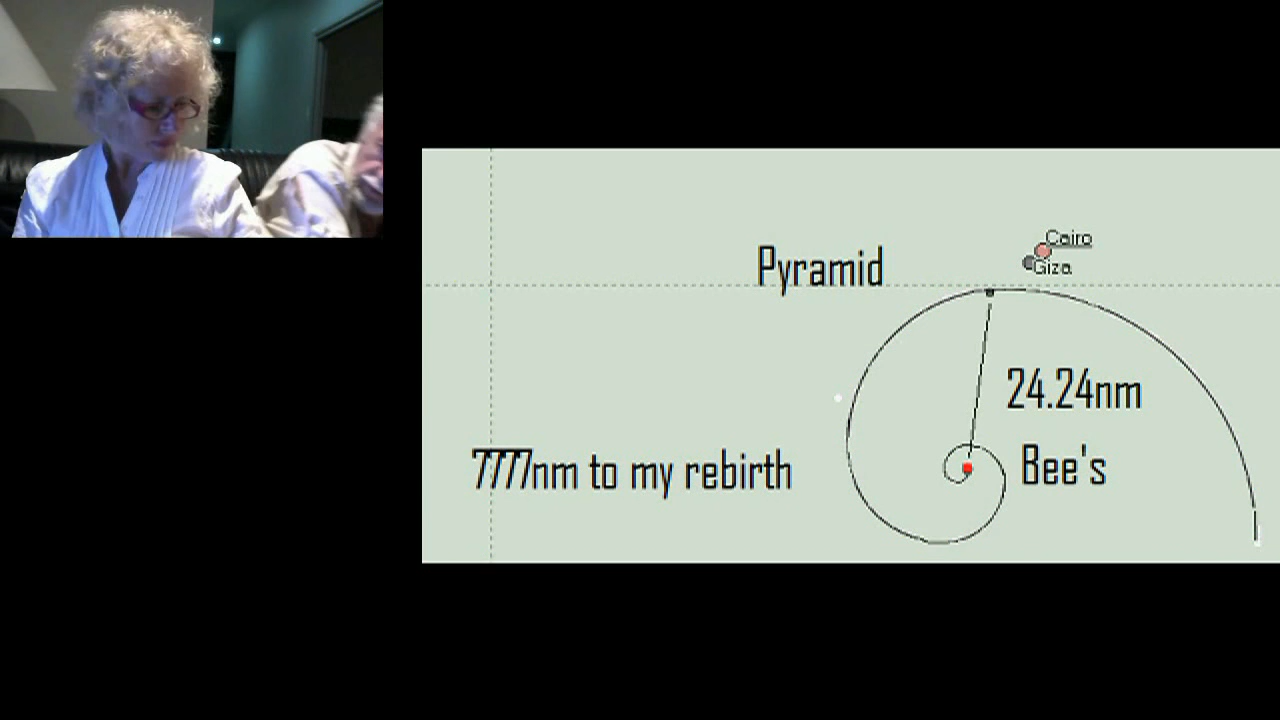 Cairo
Pyramid
Giza
24.24nm
7777nm to my rebirth
Bee's